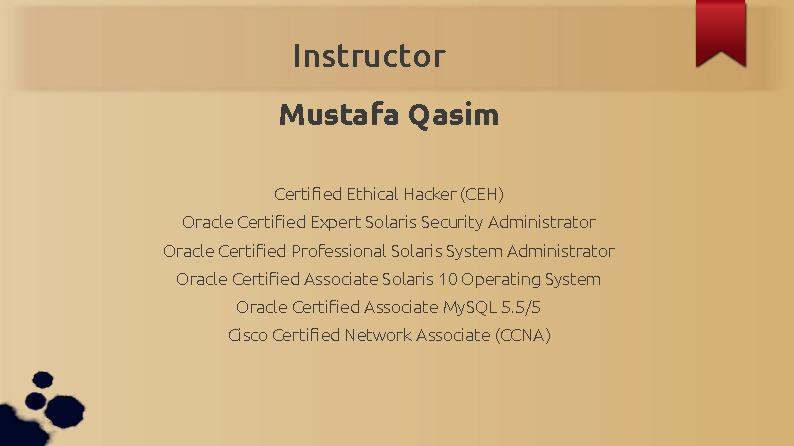 Instructor
Mustafa Qasim
Certified Ethical Hacker (CEH)
Oracle Certified Expert Solaris Security Administrator
Oracle Certified Professional Solaris System Administrator
Oracle Certified Associate Solaris 10 Operating System
Oracle Certified Associate MySQL 5.5/5
Cisco Certified Network Associate (CCNA)